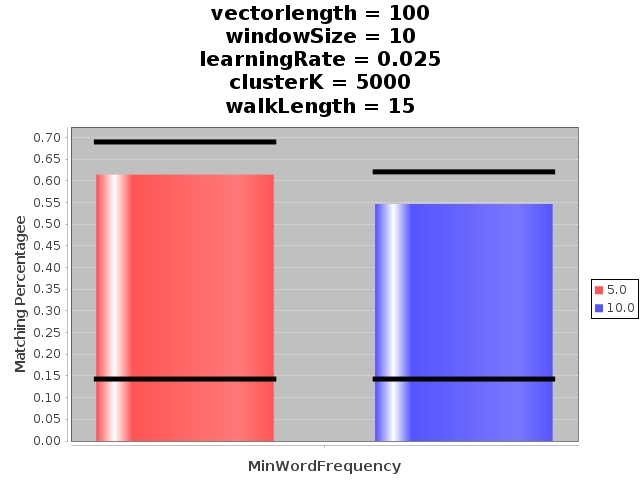 vectorlength = 100
windowSize = 10
learningRate = 0.025
clusterK = 5000
walkLength = 15
0.70
0.65
0.60
0.55
0.50
0.45
0.40
0.35
0.30
0.25
0.20
0.15
0.10
0.05
0.00
Matching Percentagee
MinWordFrequency
5.0
10.0